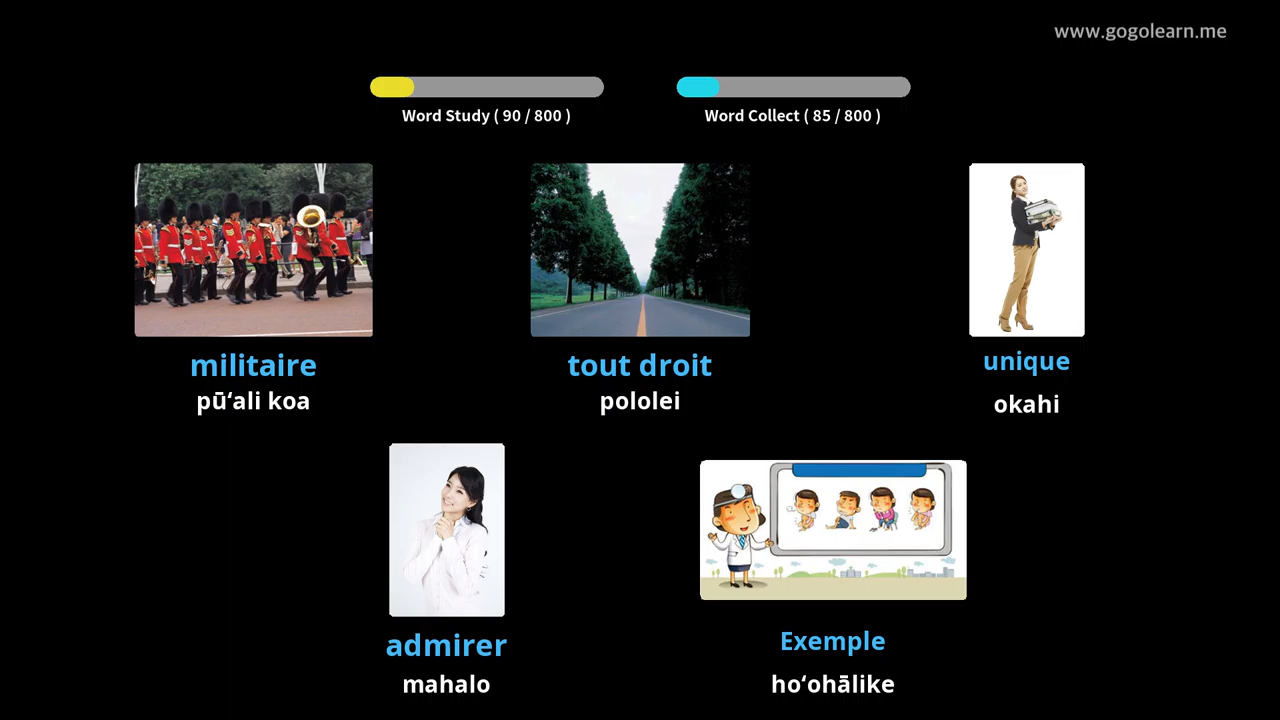 www.gogolearn.me
Word Study ( 90 / 800 )
Word Collect ( 85 / 800 )
militaire
pūʻali koa
tout droit
pololei
unique
okahi
admirer
mahalo
Exemple
hoʻohālike